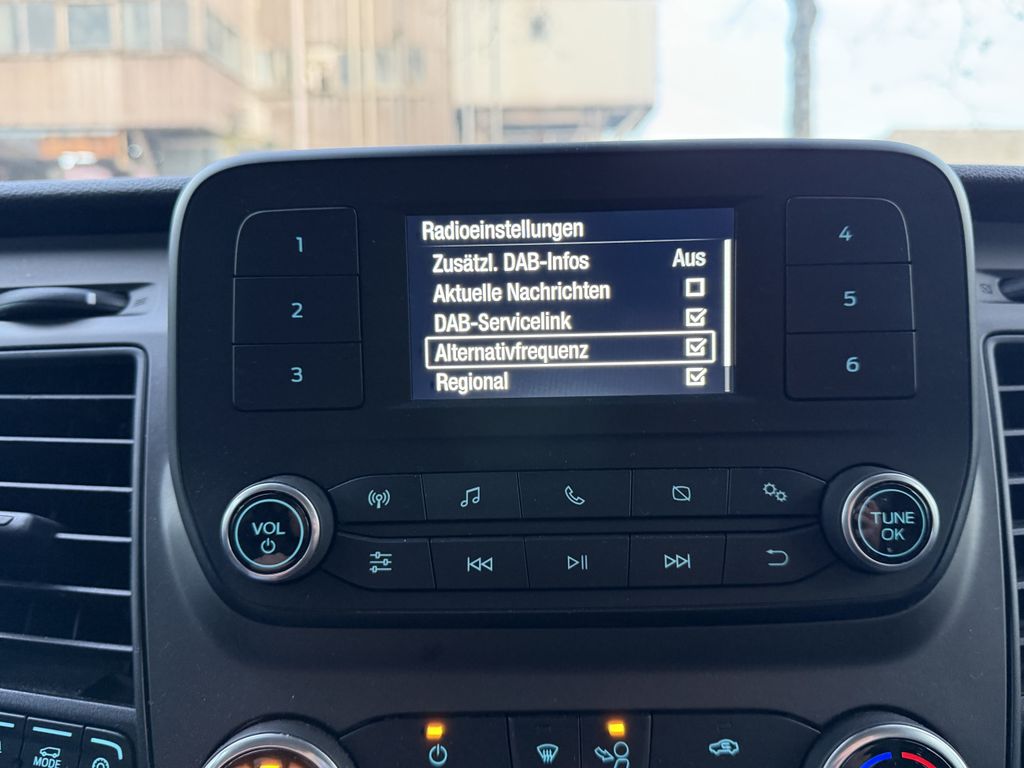 Radioeinstellungen
Zusätzl. DAB-Infos Aus
Aktuelle Nachrichten
DAB-Servicelink
Alternativfrequenz
Regional
1
2
3
4
5
6
VOL
TUNE
OK
MODE